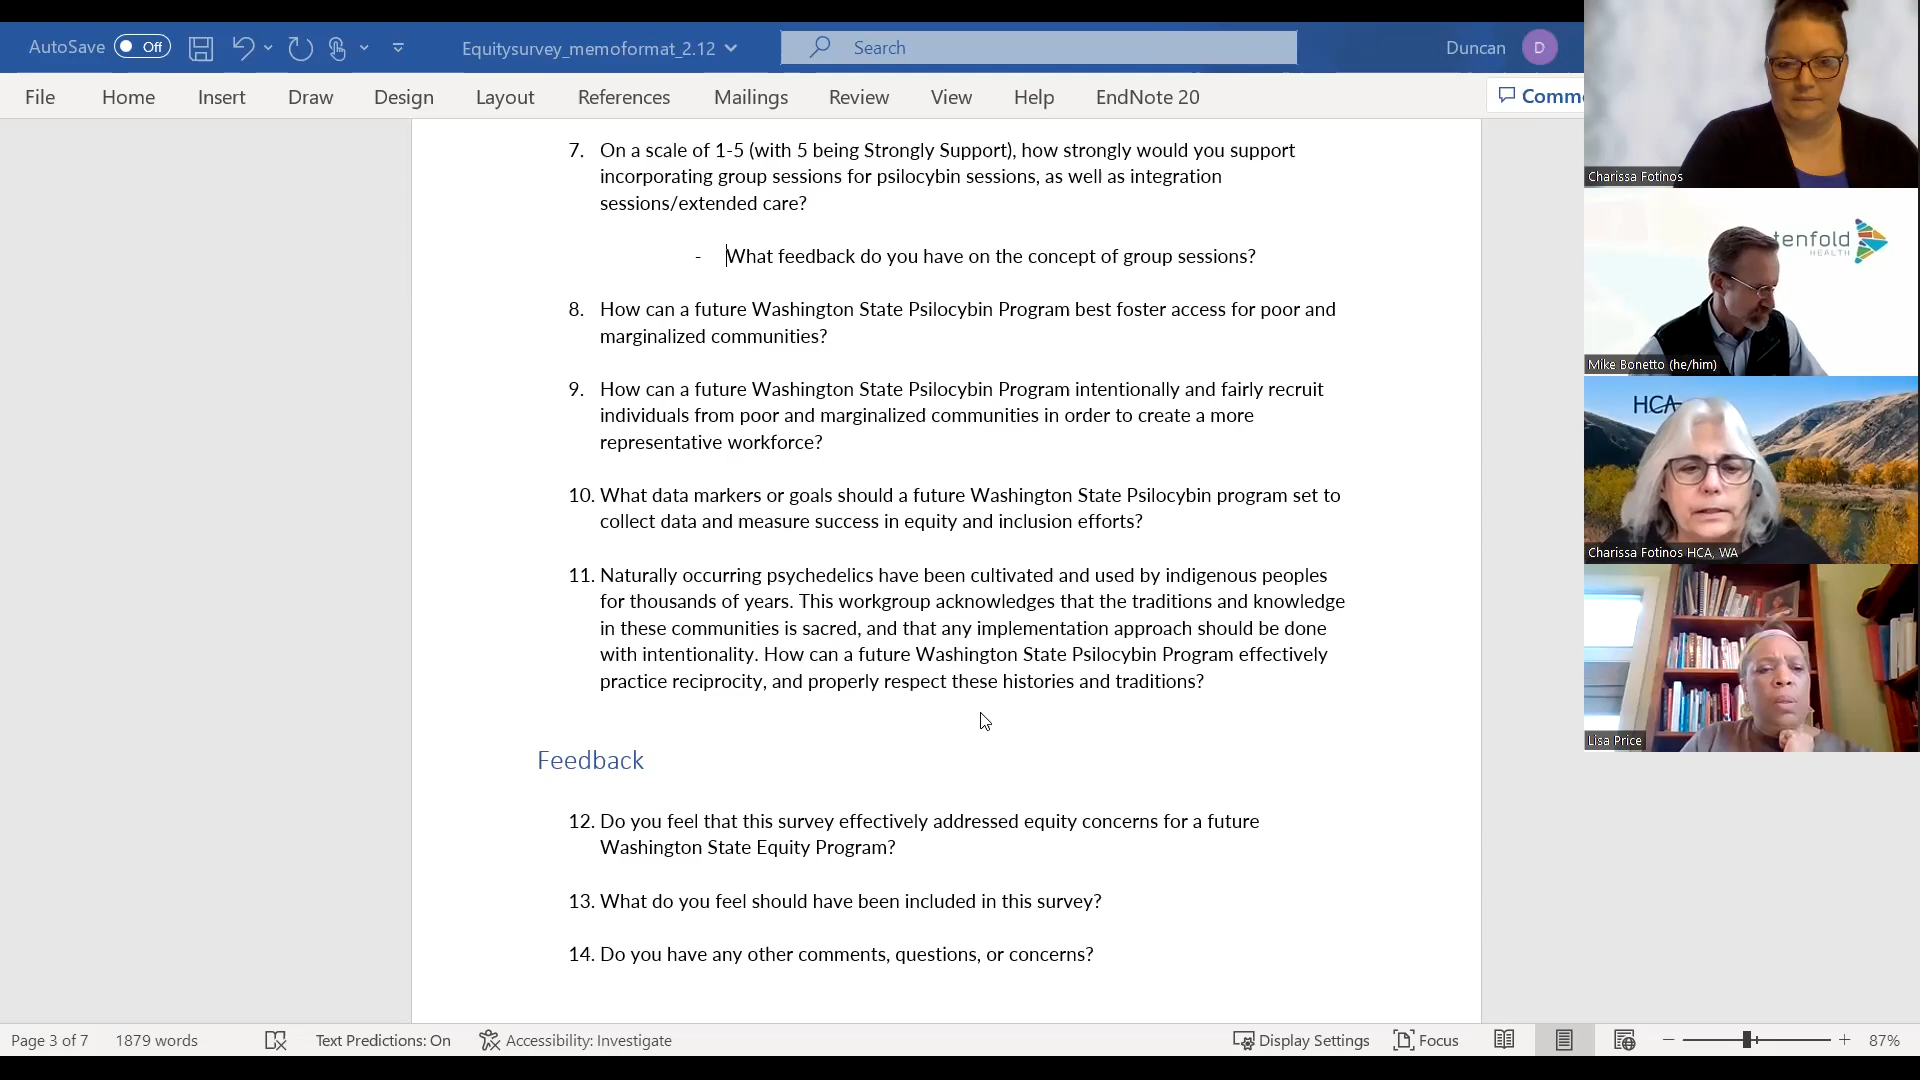 AutoSave Off Equitysurvey_memoformat_2.12 Search Duncan D
File Home Insert Draw Design Layout References Mailings Review View Help EndNote 20 Comm
7. On a scale of 1-5 (with 5 being Strongly Support), how strongly would you support
incorporating group sessions for psilocybin sessions, as well as integration
sessions/extended care?
- What feedback do you have on the concept of group sessions?
8. How can a future Washington State Psilocybin Program best foster access for poor and
marginalized communities?
9. How can a future Washington State Psilocybin Program intentionally and fairly recruit
individuals from poor and marginalized communities in order to create a more
representative workforce?
10. What data markers or goals should a future Washington State Psilocybin program set to
collect data and measure success in equity and inclusion efforts?
11. Naturally occurring psychedelics have been cultivated and used by indigenous peoples
for thousands of years. This workgroup acknowledges that the traditions and knowledge
in these communities is sacred, and that any implementation approach should be done
with intentionality. How can a future Washington State Psilocybin Program effectively
practice reciprocity, and properly respect these histories and traditions?
Feedback
12. Do you feel that this survey effectively addressed equity concerns for a future
Washington State Equity Program?
13. What do you feel should have been included in this survey?
14. Do you have any other comments, questions, or concerns?
Page 3 of 7 1879 words Text Predictions: On Accessibility: Investigate Display Settings Focus 87%
Charissa Fotinos
tenfold
HEALTH
Mike Bonetto (he/him)
HCA
Charissa Fotinos HCA, WA
Lisa Price